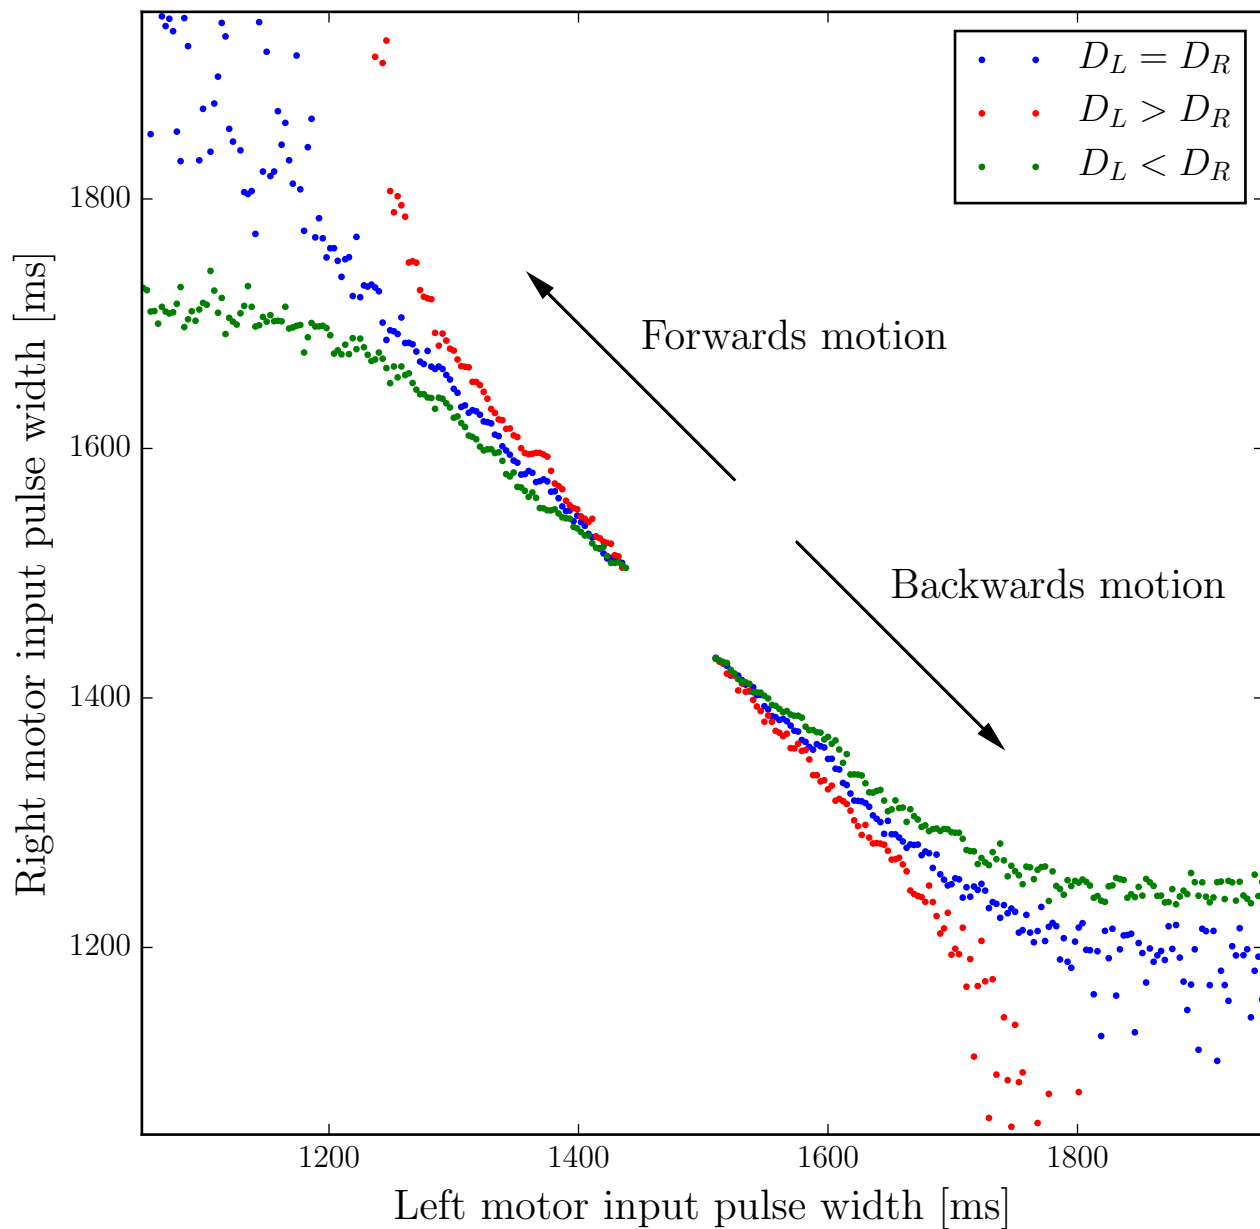 D_L = D_R
D_L > D_R
D_L < D_R
1800
Forwards motion
1600
Backwards motion
1400
1200
Right motor input pulse width [ms]
1200 1400 1600 1800
Left motor input pulse width [ms]